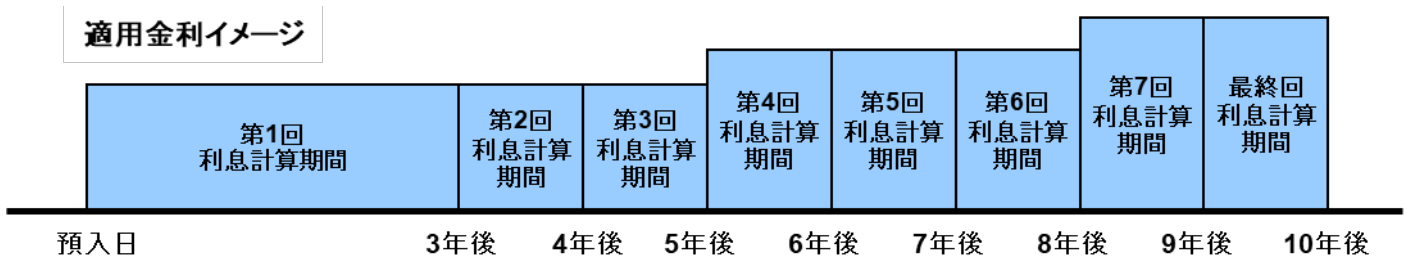 適用金利イメージ
第1回
利息計算期間
第2回
利息計算
期間
第3回
利息計算
期間
第4回
利息計算
期間
第5回
利息計算
期間
第6回
利息計算
期間
第7回
利息計算
期間
最終回
利息計算
期間
預入日 3年後 4年後 5年後 6年後 7年後 8年後 9年後 10年後